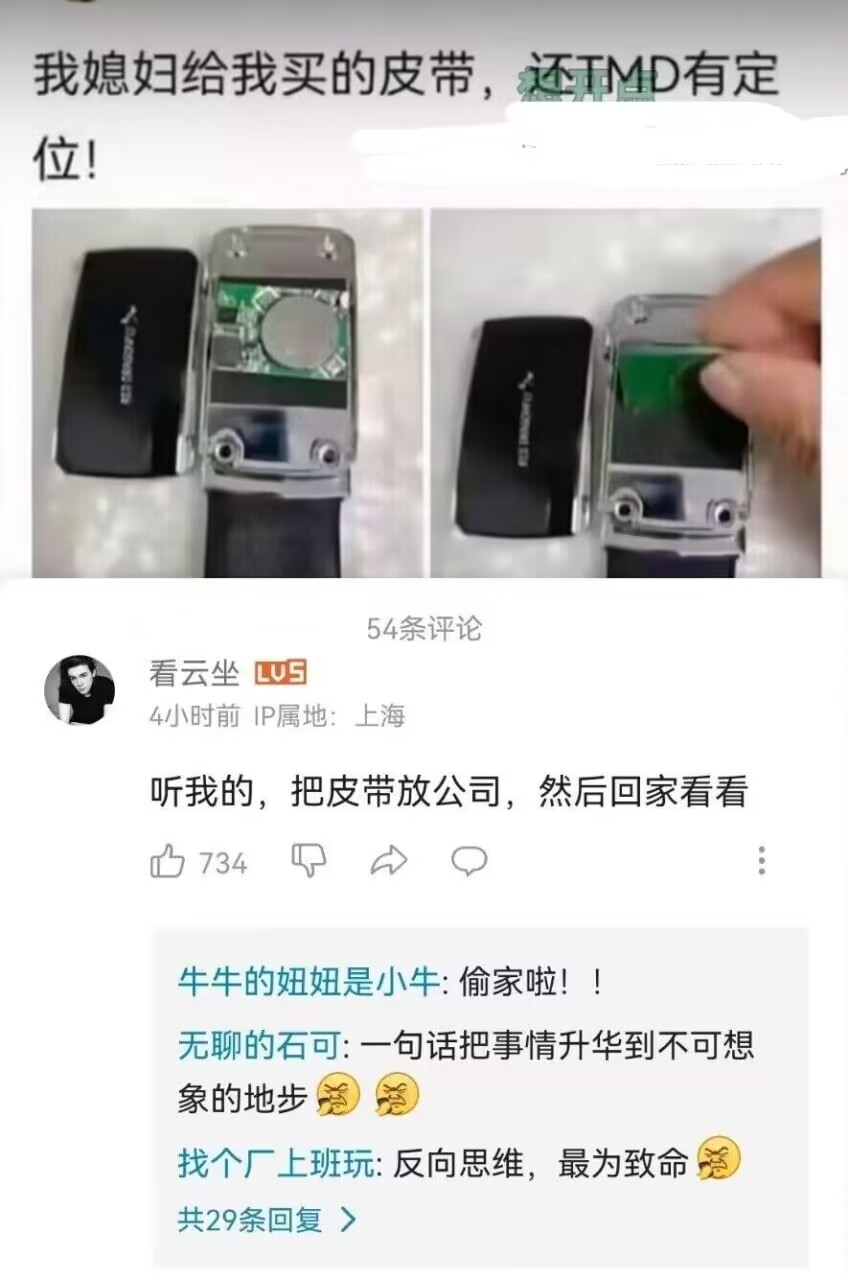 我媳妇给我买的皮带，还TMD有定
位！
54条评论
看云坐 LV5
4小时前 IP属地：上海
听我的，把皮带放公司，然后回家看看
734
牛牛的妞妞是小牛: 偷家啦！！
无聊的石可: 一句话把事情升华到不可想
象的地步
找个厂上班玩: 反向思维，最为致命
共29条回复 >